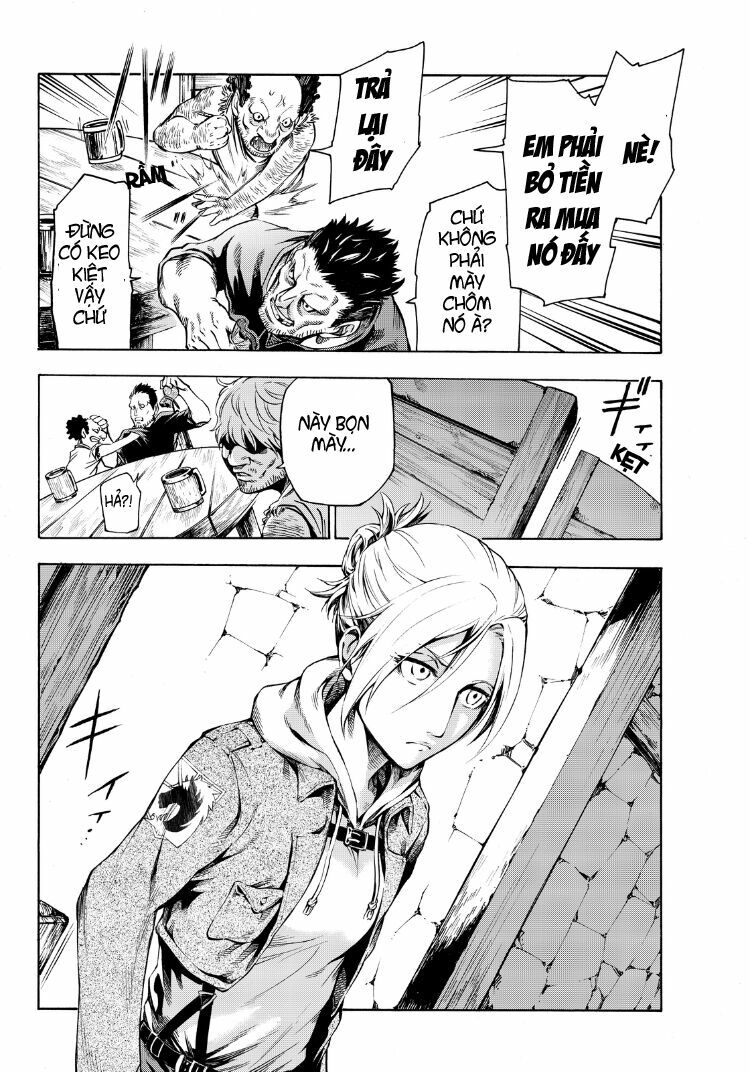 NÈ!
EM PHẢI
BỎ TIỀN
RA MUA
NÓ ĐẤY
TRẢ
LẠI
ĐÂY
CHỨ
KHÔNG
PHẢI
MÀY
CHÔM
NÓ À?
RẦM
ĐỪNG
CÓ KEO
KIỆT
VẬY
CHỨ
KẸT
NÀY BỌN
MÀY...
HẢ?!